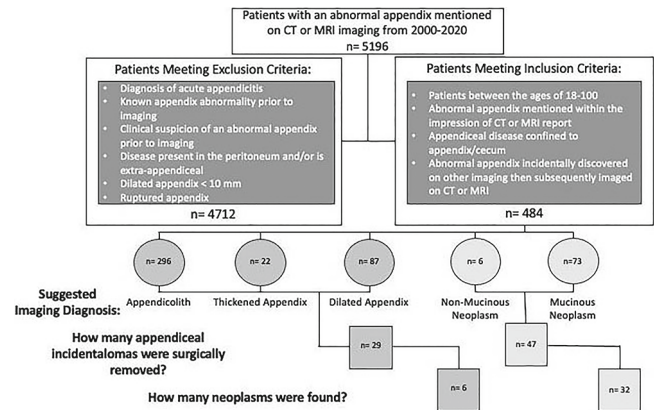 Patients with an abnormal appendix mentioned
on CT or MRI imaging from 2000-2020
n= 5196
Patients Meeting Exclusion Criteria:
• Diagnosis of acute appendicitis
• Known appendix abnormality prior to
imaging
• Clinical suspicion of an abnormal appendix
prior to imaging
• Disease present in the peritoneum and/or is
extra-appendiceal
• Dilated appendix < 10 mm
• Ruptured appendix
n= 4712
Patients Meeting Inclusion Criteria:
• Patients between the ages of 18-100
• Abnormal appendix mentioned within the
impression of CT or MRI report
• Appendiceal disease confined to
appendix/cecum
• Abnormal appendix incidentally discovered
on other imaging then subsequently imaged
on CT or MRI
n= 484
n= 296
n= 22
n= 87
n= 6
n=73
Suggested
Imaging Diagnosis:
Appendicolith
Thickened Appendix
Dilated Appendix
Non-Mucinous
Neoplasm
Mucinous
Neoplasm
How many appendiceal
incidentalomas were surgically
removed?
n= 29
n= 47
How many neoplasms were found?
n= 6
n= 32